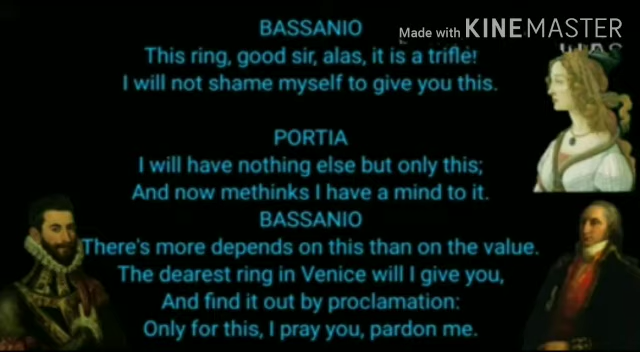 BASSANIO
Made with KINEMASTER
This ring, good sir, alas, it is a trifle!
I will not shame myself to give you this.
PORTIA
I will have nothing else but only this;
And now methinks I have a mind to it.
BASSANIO
There's more depends on this than on the value.
The dearest ring in Venice will I give you,
And find it out by proclamation:
Only for this, I pray you, pardon me.